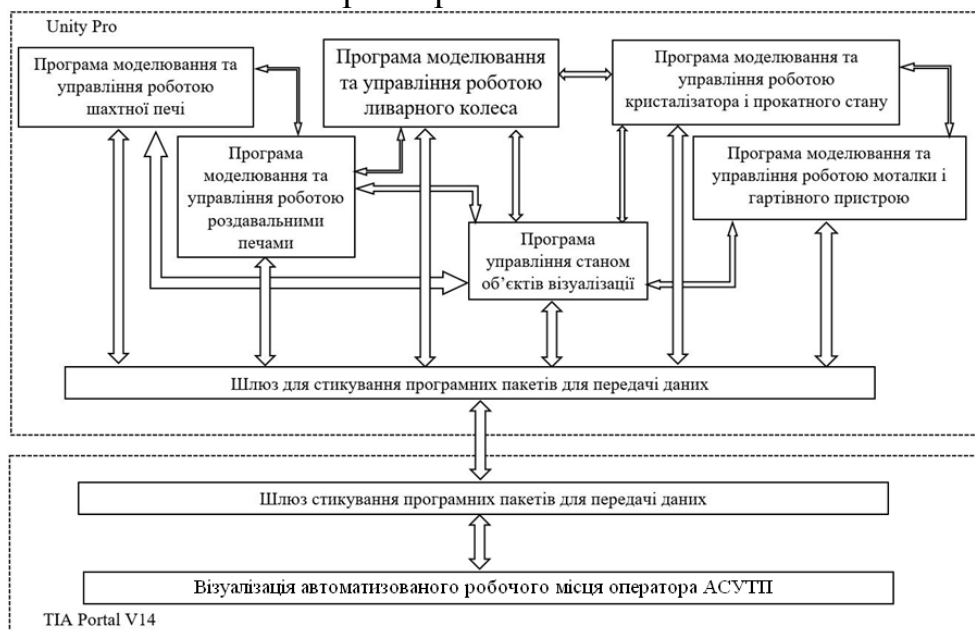 Unity Pro
Програма моделювання та
управління роботою
шахтної печі
Програма моделювання
та управління роботою
ливарного колеса
Програма моделювання та
управління роботою
кристалізатора і прокатного стану
Програма
моделювання та
управління роботою
роздавальними
печами
Програма моделювання та
управління роботою моталки і
гартівного пристрою
Програма
управління станом
об’єктів візуалізації
Шлюз для стикування програмних пакетів для передачі даних
Шлюз стикування програмних пакетів для передачі даних
Візуалізація автоматизованого робочого місця оператора АСУТП
TIA Portal V14